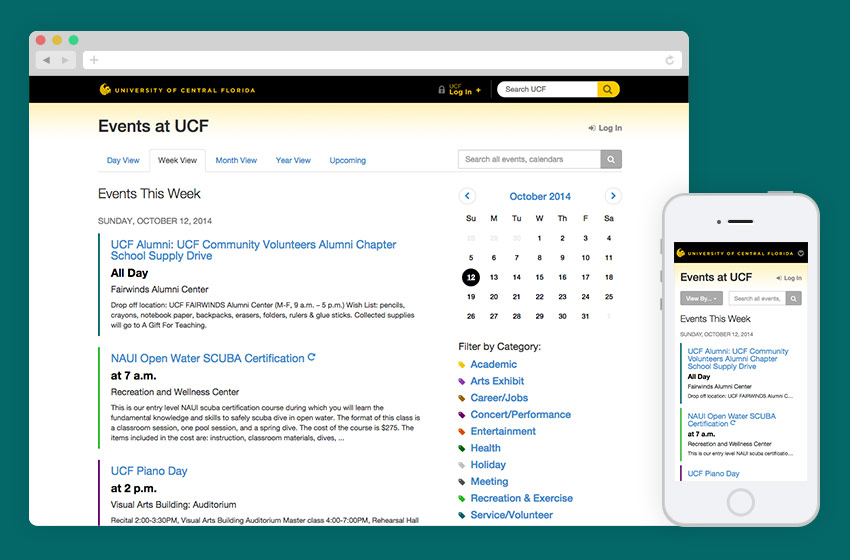 UNIVERSITY OF CENTRAL FLORIDA
UCF
Log In +
Search UCF
Events at UCF
Log In
Day View
Week View
Month View
Year View
Upcoming
Search all events, calendars
Events This Week
SUNDAY, OCTOBER 12, 2014
UCF Alumni: UCF Community Volunteers Alumni Chapter
School Supply Drive
All Day
Fairwinds Alumni Center
Drop off location: UCF FAIRWINDS Alumni Center (M-F, 9 a.m. – 5 p.m.) Wish List: pencils,
crayons, notebook paper, backpacks, erasers, folders, rulers & glue sticks. Collected supplies
will go to A Gift For Teaching.
NAUI Open Water SCUBA Certification
at 7 a.m.
Recreation and Wellness Center
This is our entry level NAUI scuba certification course during which you will learn the
fundamental knowledge and skills to safely scuba dive in open water. The format of this class is
a classroom session, one pool session, and a spring dive. The cost of the course is $275. The
items included in the cost are: instruction, classroom materials, dives, ...
UCF Piano Day
at 2 p.m.
Visual Arts Building: Auditorium
Recital 2:00-3:30PM, Visual Arts Building Auditorium Master class 4:00-7:00PM, Rehearsal Hall
October 2014
Su M Tu W Th F Sa
28 29 30 1 2 3 4
5 6 7 8 9 10 11
12 13 14 15 16 17 18
19 20 21 22 23 24 25
26 27 28 29 30 31 1
Filter by Category:
Academic
Arts Exhibit
Career/Jobs
Concert/Performance
Entertainment
Health
Holiday
Meeting
Recreation & Exercise
Service/Volunteer
UNIVERSITY OF CENTRAL FLORIDA
Events at UCF
Log In
View By...
Search all events,
Events This Week
SUNDAY, OCTOBER 12, 2014
UCF Alumni: UCF Community
Volunteers Alumni Chapter
School Supply Drive
All Day
Fairwinds Alumni Center
Drop off location: UCF FAIRWINDS Alumni C...
NAUI Open Water SCUBA
Certification
at 7 a.m.
Recreation and Wellness Center
This is our entry level NAUI scuba certificatio...
UCF Piano Day